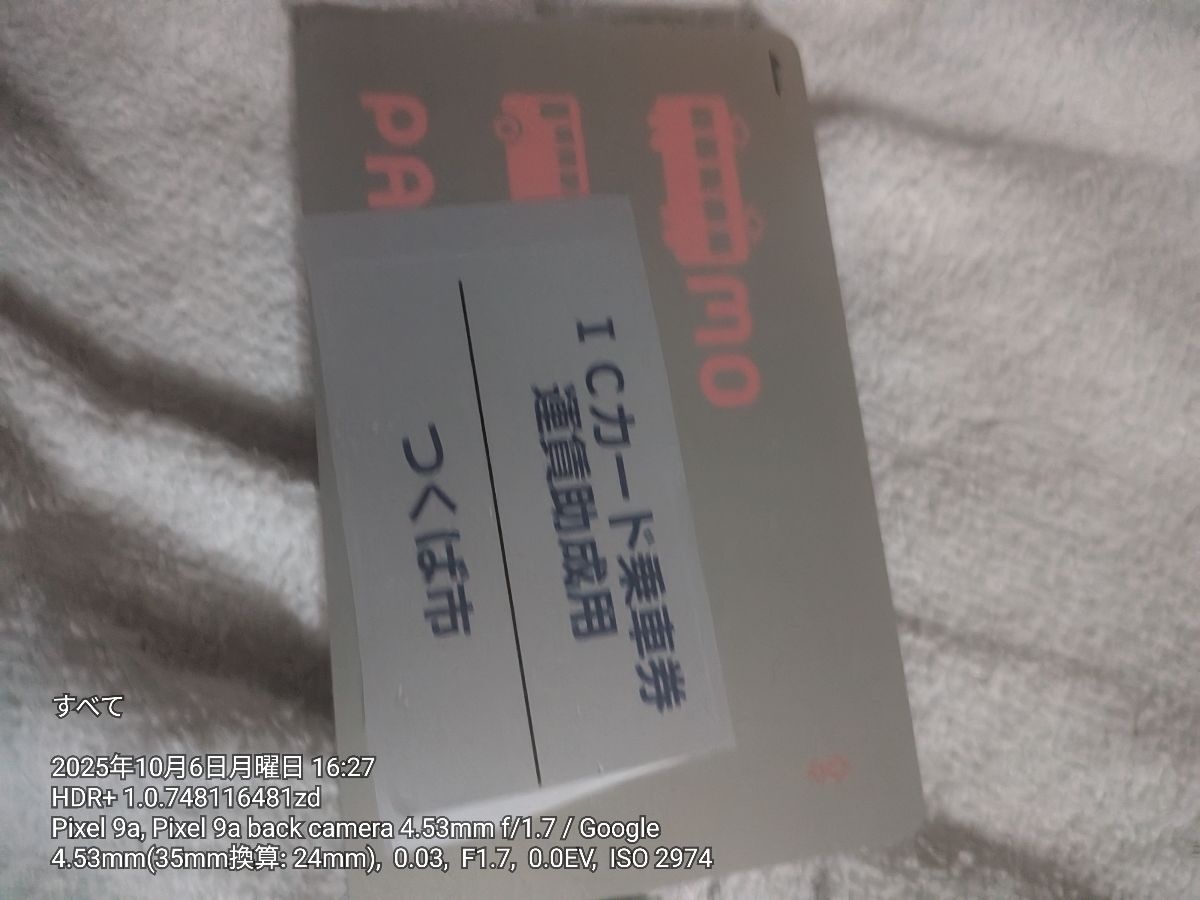 PA
mo
ICカード乗車券
運賃助成用
つくば市
すべて
2025年10月6日月曜日 16:27
HDR+ 1.0.748116481zd
Pixel 9a, Pixel 9a back camera 4.53mm f/1.7 / Google
4.53mm(35mm換算: 24mm), 0.03, F1.7, 0.0EV, ISO 2974